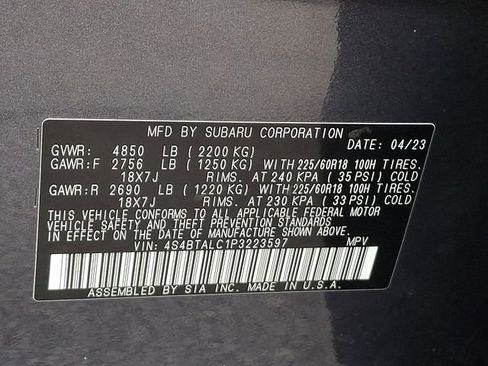 MFD BY SUBARU CORPORATION
DATE: 04/23
GVWR: 4850 LB (2200 KG)
GAWR:F 2756 LB (1250 KG) WITH 225/60R18 100H TIRES.
18X7J RIMS. AT 240 KPA (35 PSI) COLD
GAWR:R 2690 LB (1220 KG) WITH 225/60R18 100H TIRES.
18X7J RIMS. AT 230 KPA (33 PSI) COLD
THIS VEHICLE CONFORMS TO ALL APPLICABLE FEDERAL MOTOR
VEHICLE SAFETY AND THEFT PREVENTION STANDARDS
IN EFFECT ON THE DATE OF MANUFACTURE SHOWN ABOVE.
VIN: 4S4BTALC1P3223597 MPV
ASSEMBLED BY SIA INC. MADE IN U.S.A.